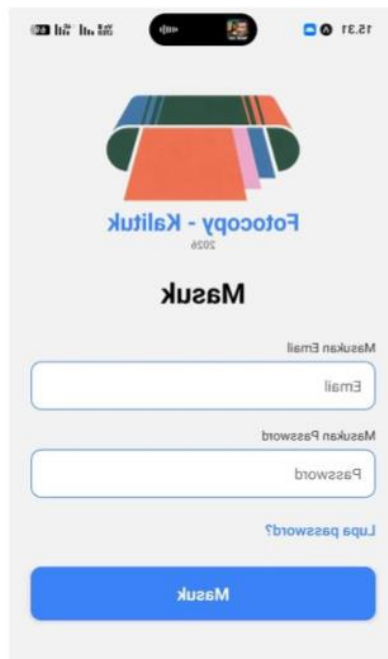 15.31
Fotocopy - Kalituk
2026
Masuk
Masukan Email
Email
Masukan Password
Password
Lupa password?
Masuk